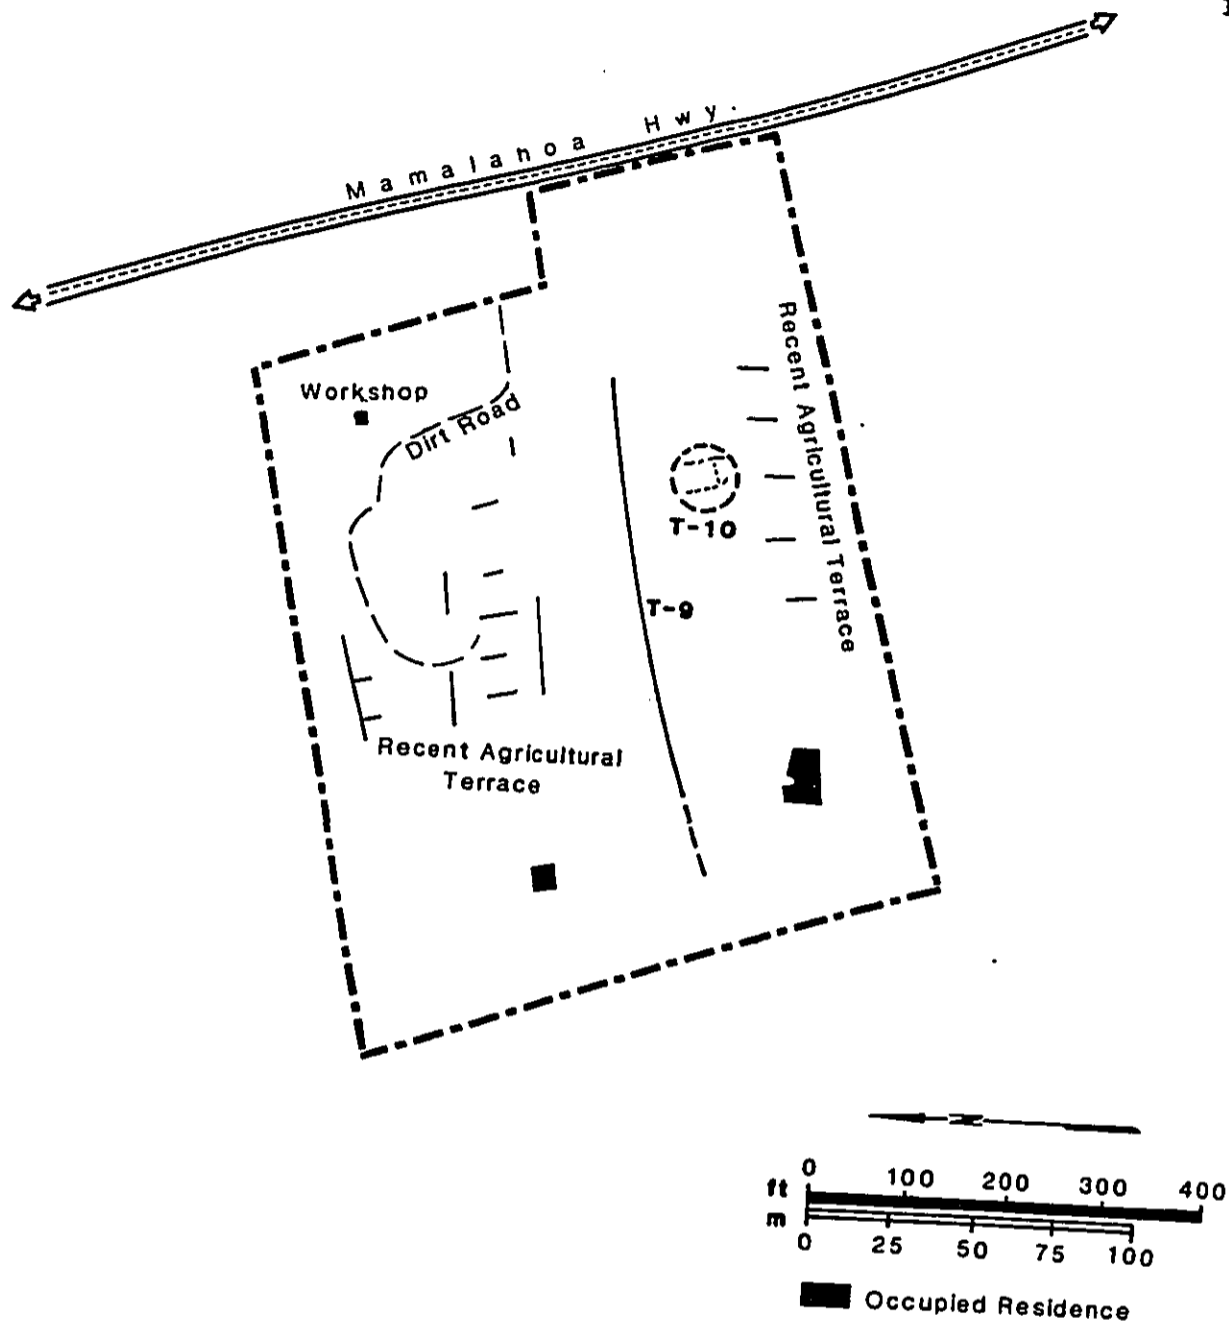 Mamalahoa Hwy.
Workshop
Dirt Road
Recent Agricultural Terrace
T-10
T-9
Recent Agricultural
Terrace
N
0 100 200 300 400
ft
m
0 25 50 75 100
Occupied Residence